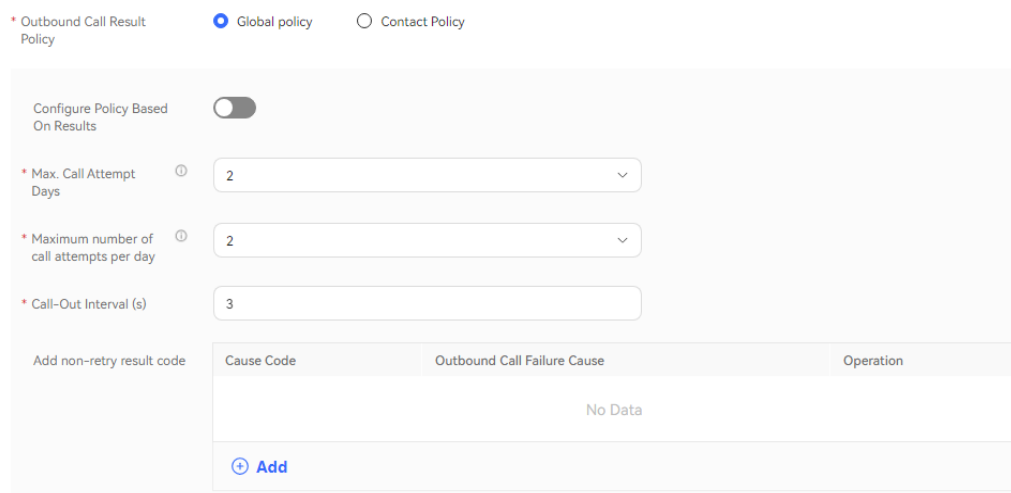 * Outbound Call Result Policy
Global policy
Contact Policy
Configure Policy Based On Results
* Max. Call Attempt Days
2
* Maximum number of call attempts per day
2
* Call-Out Interval (s)
3
Add non-retry result code
Cause Code
Outbound Call Failure Cause
Operation
No Data
Add